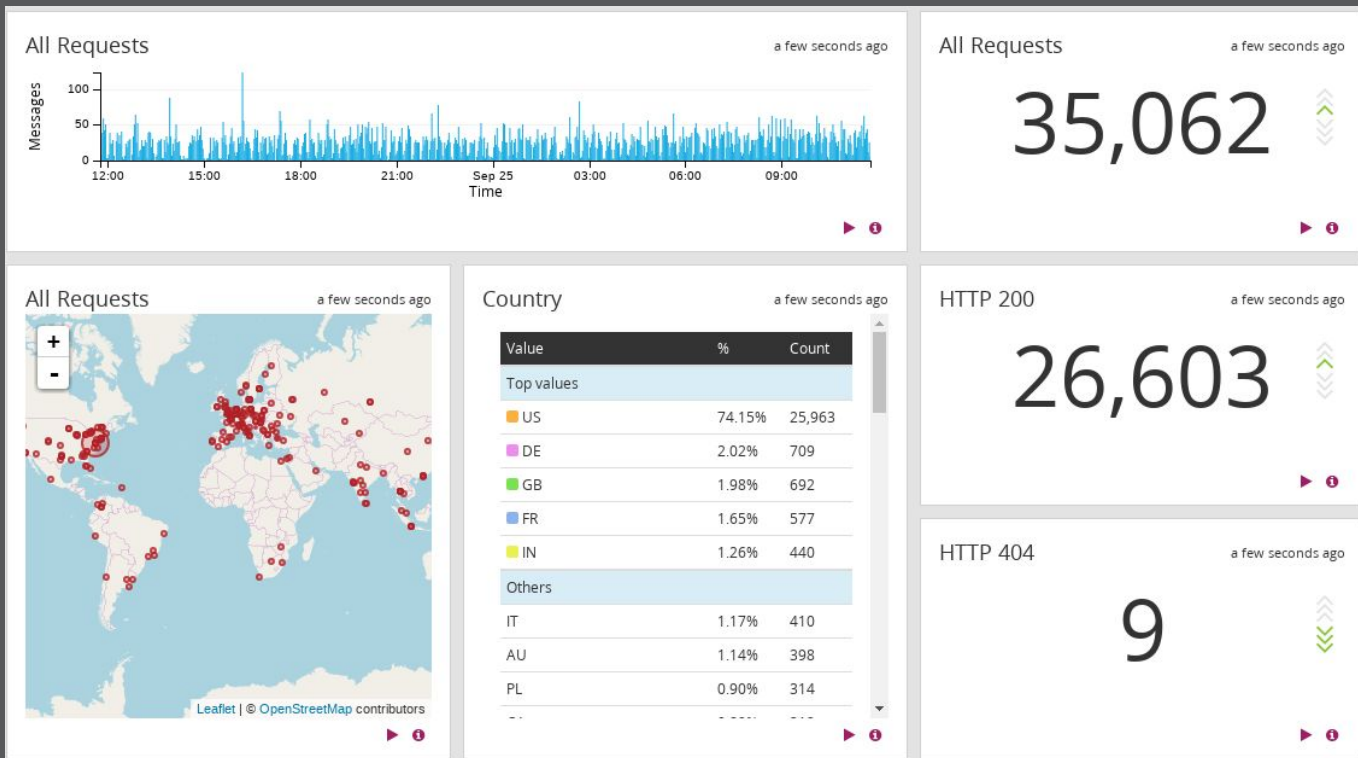 All Requests
a few seconds ago
Messages
100
50
0
12:00 15:00 18:00 21:00 Sep 25 03:00 06:00 09:00
Time
All Requests
a few seconds ago
35,062
All Requests
a few seconds ago
+
-
Leaflet | © OpenStreetMap contributors
Country
a few seconds ago
Value % Count
Top values
US 74.15% 25,963
DE 2.02% 709
GB 1.98% 692
FR 1.65% 577
IN 1.26% 440
Others
IT 1.17% 410
AU 1.14% 398
PL 0.90% 314
HTTP 200
a few seconds ago
26,603
HTTP 404
a few seconds ago
9